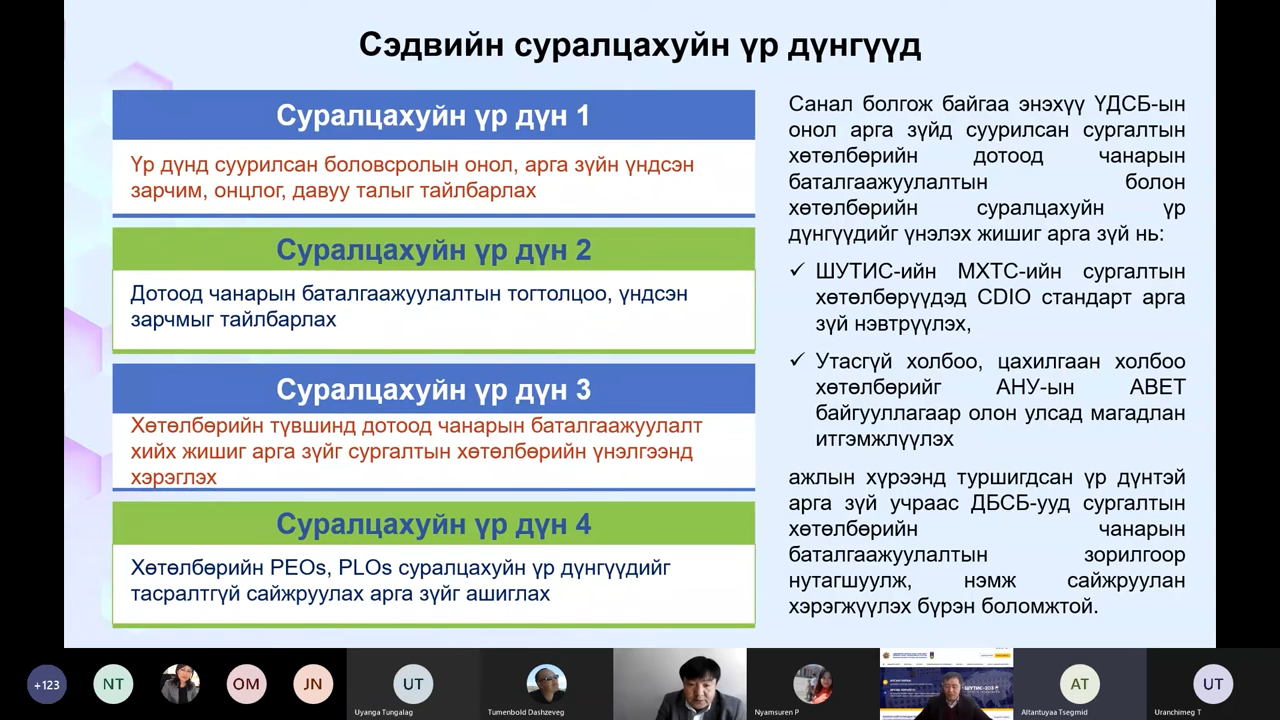 Сэдвийн суралцахуйн үр дүнгүүд
Суралцахуйн үр дүн 1
Үр дүнд суурилсан боловсролын онол, арга зүйн үндсэн
зарчим, онцлог, давуу талыг тайлбарлах
Суралцахуйн үр дүн 2
Дотоод чанарын баталгаажуулалтын тогтолцоо, үндсэн
зарчмыг тайлбарлах
Суралцахуйн үр дүн 3
Хөтөлбөрийн түвшинд дотоод чанарын баталгаажуулалт
хийх жишиг арга зүйг сургалтын хөтөлбөрийн үнэлгээнд
хэрэглэх
Суралцахуйн үр дүн 4
Хөтөлбөрийн PEOs, PLOs суралцахуйн үр дүнгүүдийг
тасралтгүй сайжруулах арга зүйг ашиглах
Санал болгож байгаа энэхүү ҮДСБ-ын
онол арга зүйд суурилсан сургалтын
хөтөлбөрийн дотоод чанарын
баталгаажуулалтын болон
хөтөлбөрийн суралцахуйн үр
дүнгүүдийг үнэлэх жишиг арга зүй нь:
✓ ШУТИС-ийн МХТС-ийн сургалтын
хөтөлбөрүүдэд CDIO стандарт арга
зүй нэвтрүүлэх,
✓ Утасгүй холбоо, цахилгаан холбоо
хөтөлбөрийг АНУ-ын ABET
байгууллагаар олон улсад магадлан
итгэмжлүүлэх
ажлын хүрээнд туршигдсан үр дүнтэй
арга зүй учраас ДБСБ-ууд сургалтын
хөтөлбөрийн чанарын
баталгаажуулалтын зорилгоор
нутагшуулж, нэмж сайжруулан
хэрэгжүүлэх бүрэн боломжтой.
+123
NT
OM
JN
UT
Uyanga Tungalag
Tumenbold Dashzeveg
Nyamsuren P
AT
Altantuyaa Tsegmid
UT
Uranchimeg T